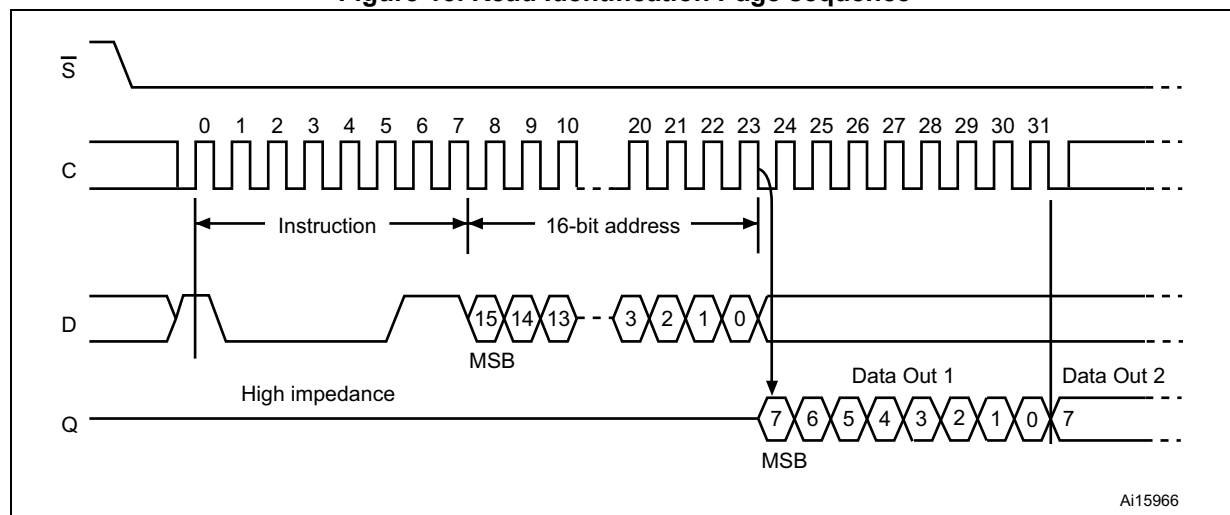 Figure 16. Read Identification Page sequence
S
0 1 2 3 4 5 6 7 8 9 10 20 21 22 23 24 25 26 27 28 29 30 31
C
Instruction 16-bit address
D 15 14 13 3 2 1 0
MSB
High impedance Data Out 1 Data Out 2
Q 7 6 5 4 3 2 1 0 7
MSB
Ai15966